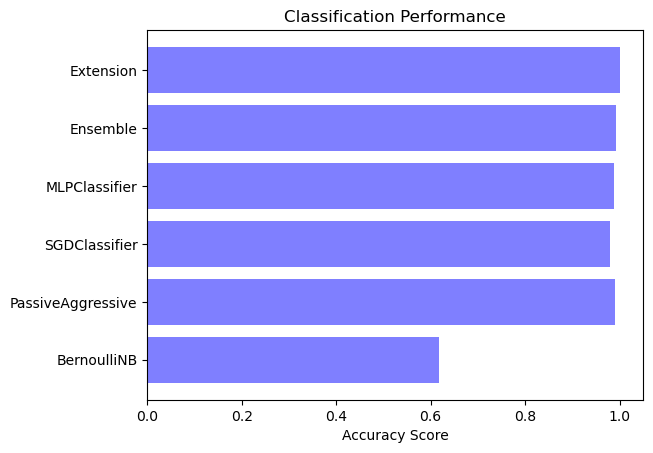 Classification Performance
Extension
Ensemble
MLPClassifier
SGDClassifier
PassiveAggressive
BernoulliNB
0.0 0.2 0.4 0.6 0.8 1.0
Accuracy Score